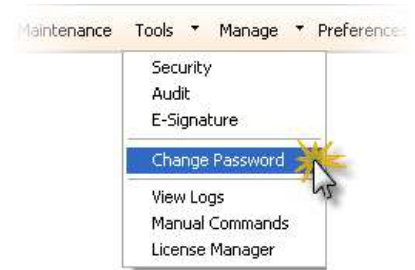 Maintenance Tools Manage Preferences
Security
Audit
E-Signature
Change Password
View Logs
Manual Commands
License Manager